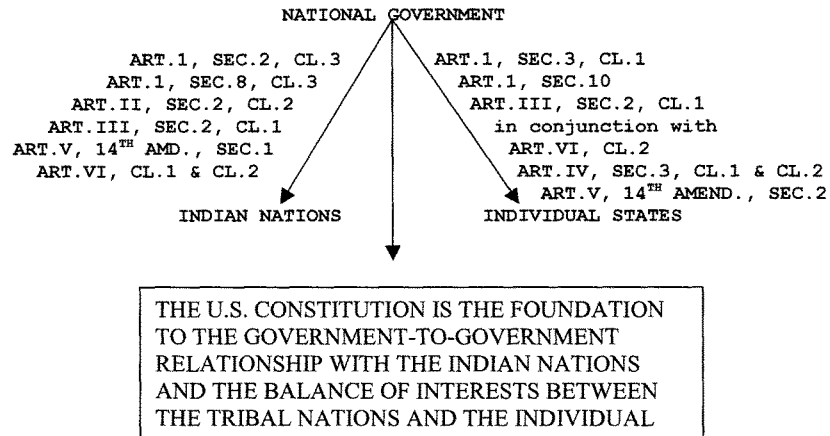 NATIONAL GOVERNMENT
ART.1, SEC.2, CL.3
ART.1, SEC.8, CL.3
ART.II, SEC.2, CL.2
ART.III, SEC.2, CL.1
ART.V, 14TH AMD., SEC.1
ART.VI, CL.1 & CL.2
INDIAN NATIONS
ART.1, SEC.3, CL.1
ART.1, SEC.10
ART.III, SEC.2, CL.1
in conjunction with
ART.VI, CL.2
ART.IV, SEC.3, CL.1 & CL.2
ART.V, 14TH AMEND., SEC.2
INDIVIDUAL STATES
THE U.S. CONSTITUTION IS THE FOUNDATION
TO THE GOVERNMENT-TO-GOVERNMENT
RELATIONSHIP WITH THE INDIAN NATIONS
AND THE BALANCE OF INTERESTS BETWEEN
THE TRIBAL NATIONS AND THE INDIVIDUAL